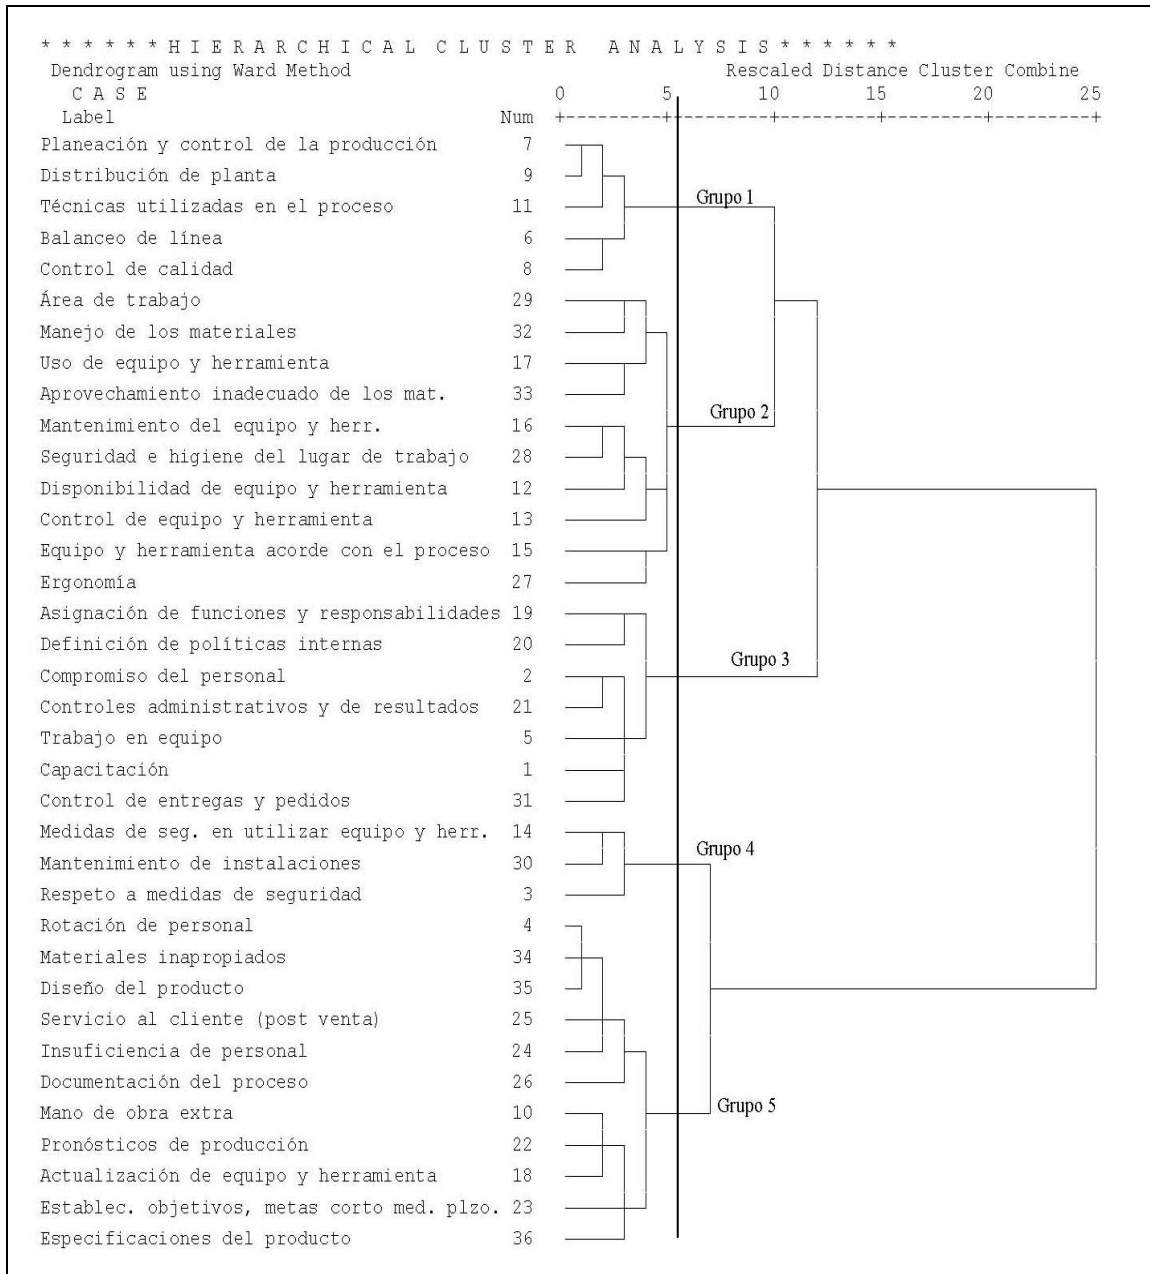 * * * * * * H I E R A R C H I C A L C L U S T E R A N A L Y S I S * * * * * *
Dendrogram using Ward Method Rescaled Distance Cluster Combine
C A S E 0 5 10 15 20 25
Label Num +---------+---------+---------+---------+---------+
Planeación y control de la producción 7
Distribución de planta 9
Grupo 1
Técnicas utilizadas en el proceso 11
Balanceo de línea 6
Control de calidad 8
Área de trabajo 29
Manejo de los materiales 32
Uso de equipo y herramienta 17
Aprovechamiento inadecuado de los mat. 33
Grupo 2
Mantenimiento del equipo y herr. 16
Seguridad e higiene del lugar de trabajo 28
Disponibilidad de equipo y herramienta 12
Control de equipo y herramienta 13
Equipo y herramienta acorde con el proceso 15
Ergonomía 27
Asignación de funciones y responsabilidades 19
Definición de políticas internas 20
Grupo 3
Compromiso del personal 2
Controles administrativos y de resultados 21
Trabajo en equipo 5
Capacitación 1
Control de entregas y pedidos 31
Medidas de seg. en utilizar equipo y herr. 14
Grupo 4
Mantenimiento de instalaciones 30
Respeto a medidas de seguridad 3
Rotación de personal 4
Materiales inapropiados 34
Diseño del producto 35
Servicio al cliente (post venta) 25
Insuficiencia de personal 24
Documentación del proceso 26
Grupo 5
Mano de obra extra 10
Pronósticos de producción 22
Actualización de equipo y herramienta 18
Establec. objetivos, metas corto med. plzo. 23
Especificaciones del producto 36